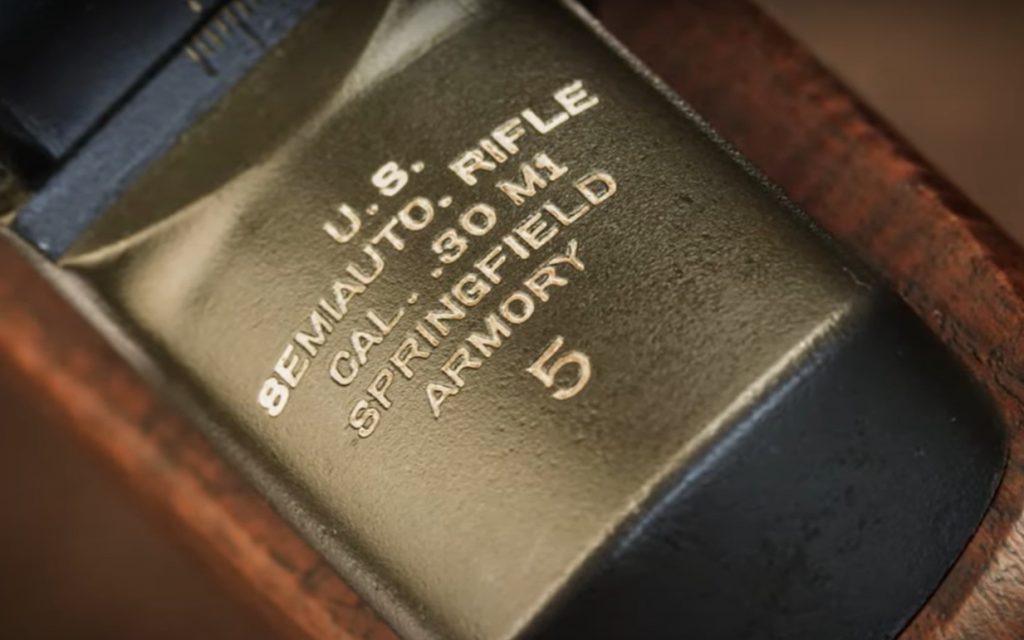 U. S.
SEMIAUTO. RIFLE
CAL. .30 M1
SPRINGFIELD
ARMORY
5